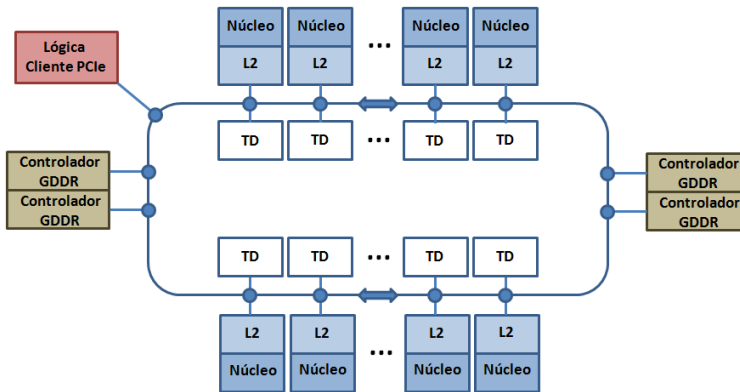 Núcleo Núcleo ... Núcleo Núcleo
L2 L2 L2 L2
Lógica
Cliente PCIe
TD TD ... TD TD
Controlador
GDDR
Controlador
GDDR
Controlador
GDDR
Controlador
GDDR
TD TD ... TD TD
L2 L2 ... L2 L2
Núcleo Núcleo Núcleo Núcleo